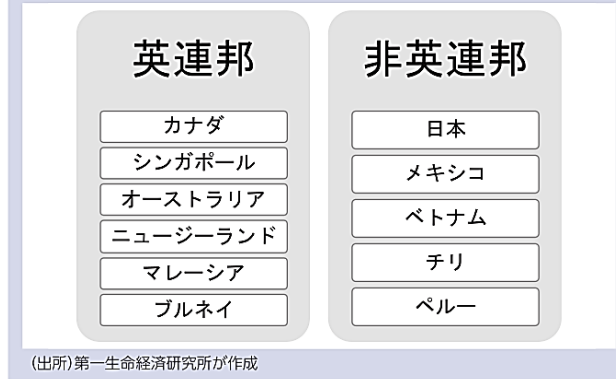 英連邦
カナダ
シンガポール
オーストラリア
ニュージーランド
マレーシア
ブルネイ
非英連邦
日本
メキシコ
ベトナム
チリ
ペルー
(出所)第一生命経済研究所が作成